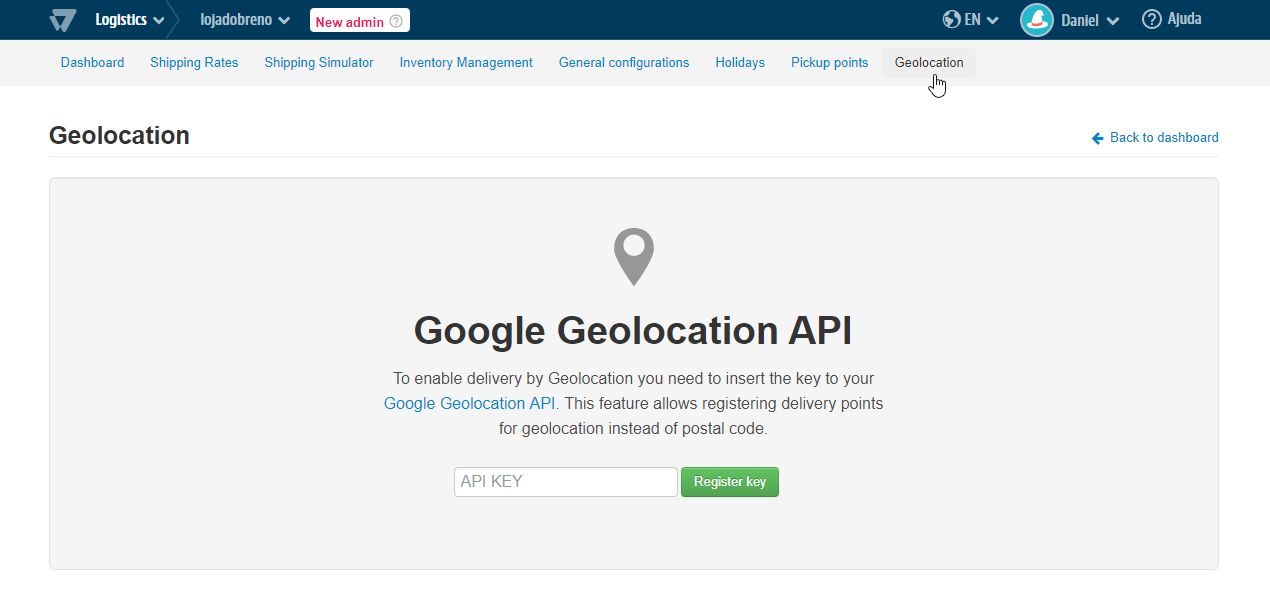 Logistics lojadobreno New admin EN Daniel Ajuda
Dashboard Shipping Rates Shipping Simulator Inventory Management General configurations Holidays Pickup points Geolocation
Geolocation
Back to dashboard
Google Geolocation API
To enable delivery by Geolocation you need to insert the key to your
Google Geolocation API. This feature allows registering delivery points
for geolocation instead of postal code.
API KEY Register key